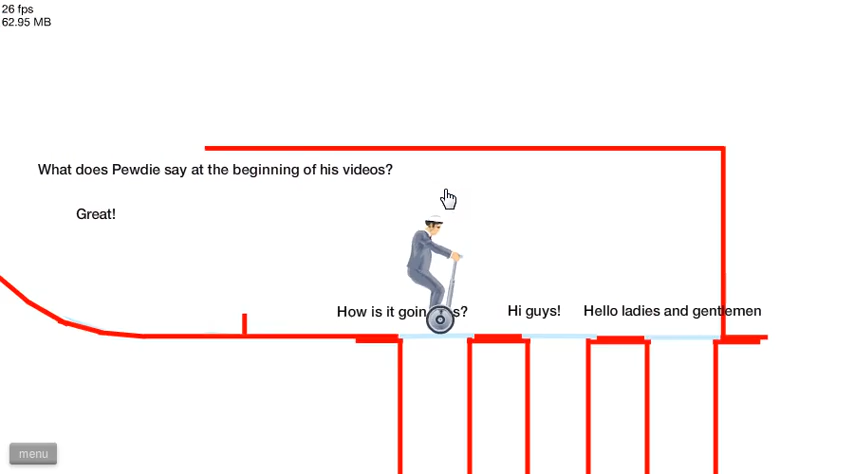 26 fps
62.95 MB
What does Pewdie say at the beginning of his videos?
Great!
How is it goin s?
Hi guys!
Hello ladies and gentlemen
menu